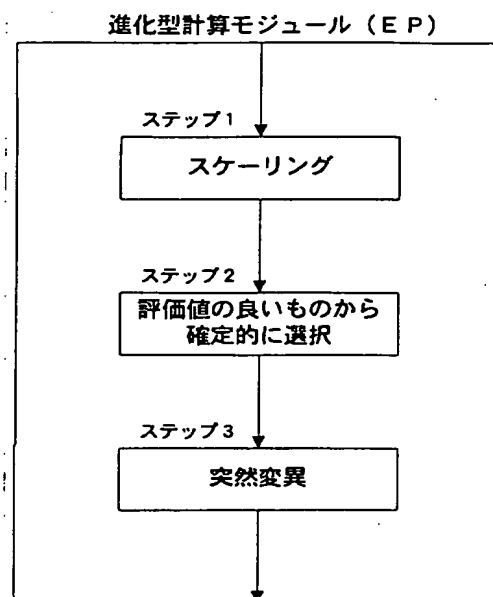 進化型計算モジュール（ＥＰ）
ステップ１
スケーリング
ステップ２
評価値の良いものから
確定的に選択
ステップ３
突然変異